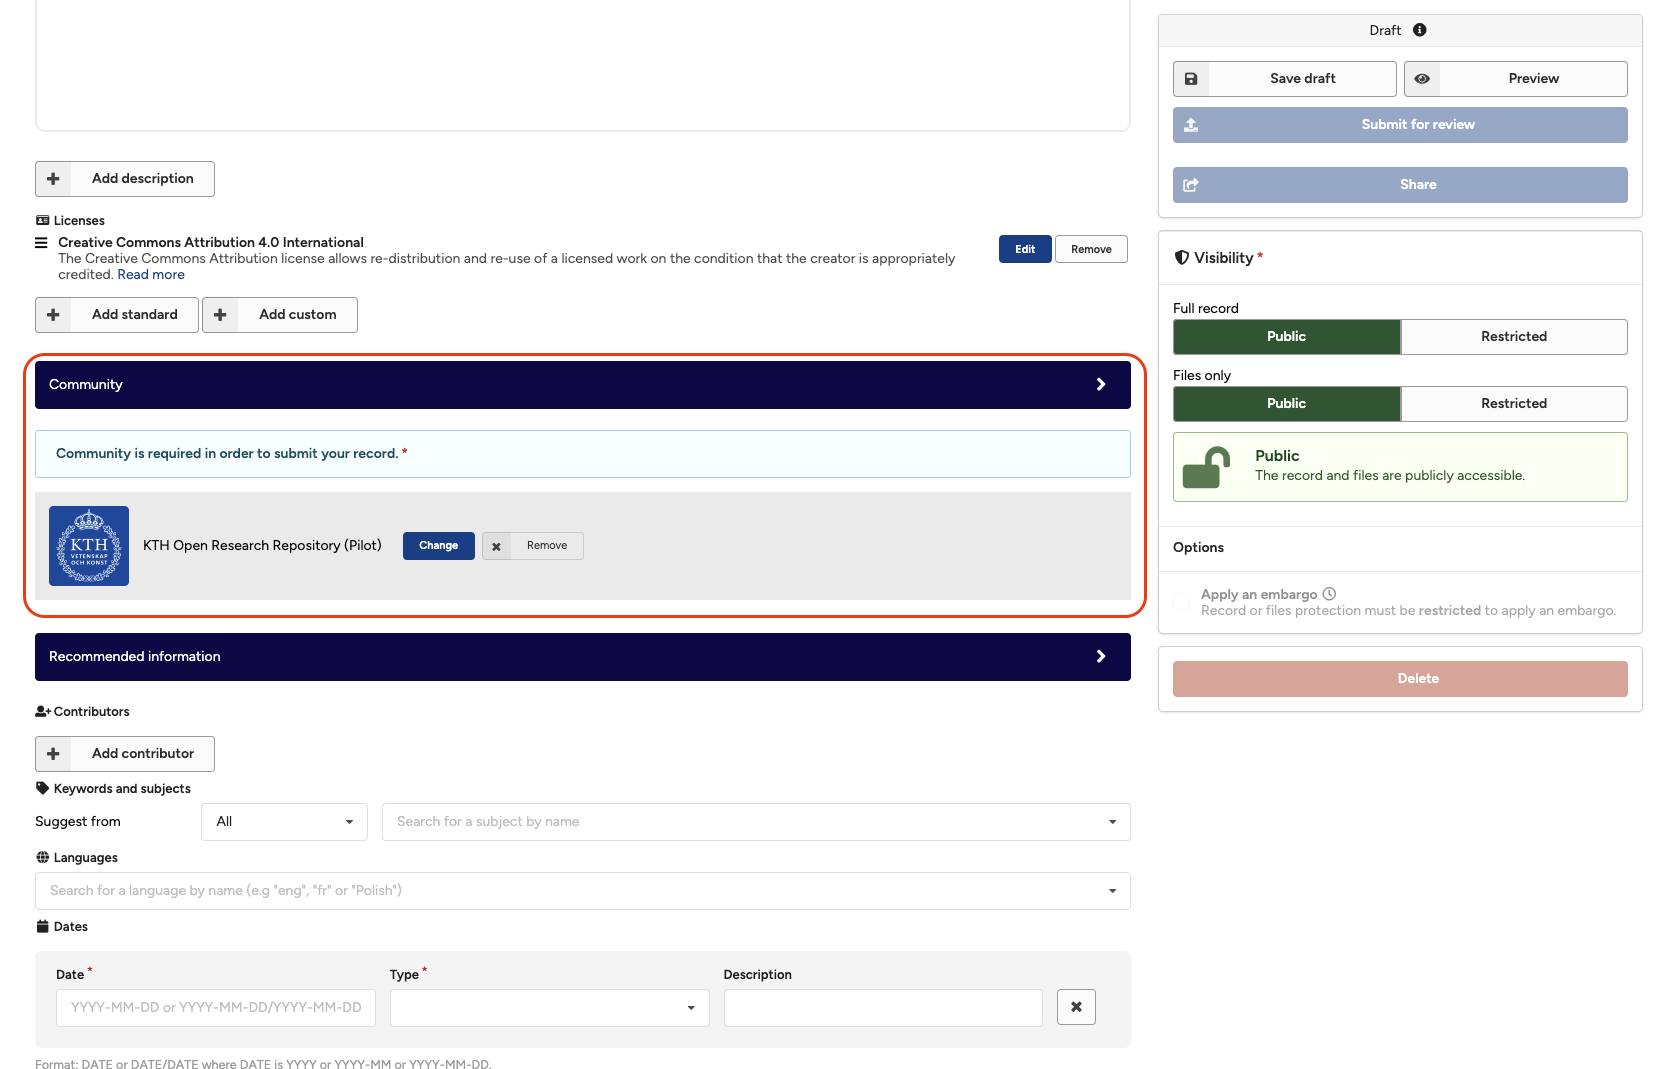 Add description
Licenses
Creative Commons Attribution 4.0 International
The Creative Commons Attribution license allows re-distribution and re-use of a licensed work on the condition that the creator is appropriately
credited. Read more
Edit
Remove
Add standard
Add custom
Community
Community is required in order to submit your record. *
KTH
VETENSKAP
OCH KONST
KTH Open Research Repository (Pilot)
Change
Remove
Recommended information
Contributors
Add contributor
Keywords and subjects
Suggest from
All
Search for a subject by name
Languages
Search for a language by name (e.g "eng", "fr" or "Polish")
Dates
Date *
Type *
Description
YYYY-MM-DD or YYYY-MM-DD/YYYY-MM-DD
Format: DATE or DATE/DATE where DATE is YYYY or YYYY-MM or YYYY-MM-DD.
Draft
Save draft
Preview
Submit for review
Share
Visibility *
Full record
Public
Restricted
Files only
Public
Restricted
Public
The record and files are publicly accessible.
Options
Apply an embargo
Record or files protection must be restricted to apply an embargo.
Delete